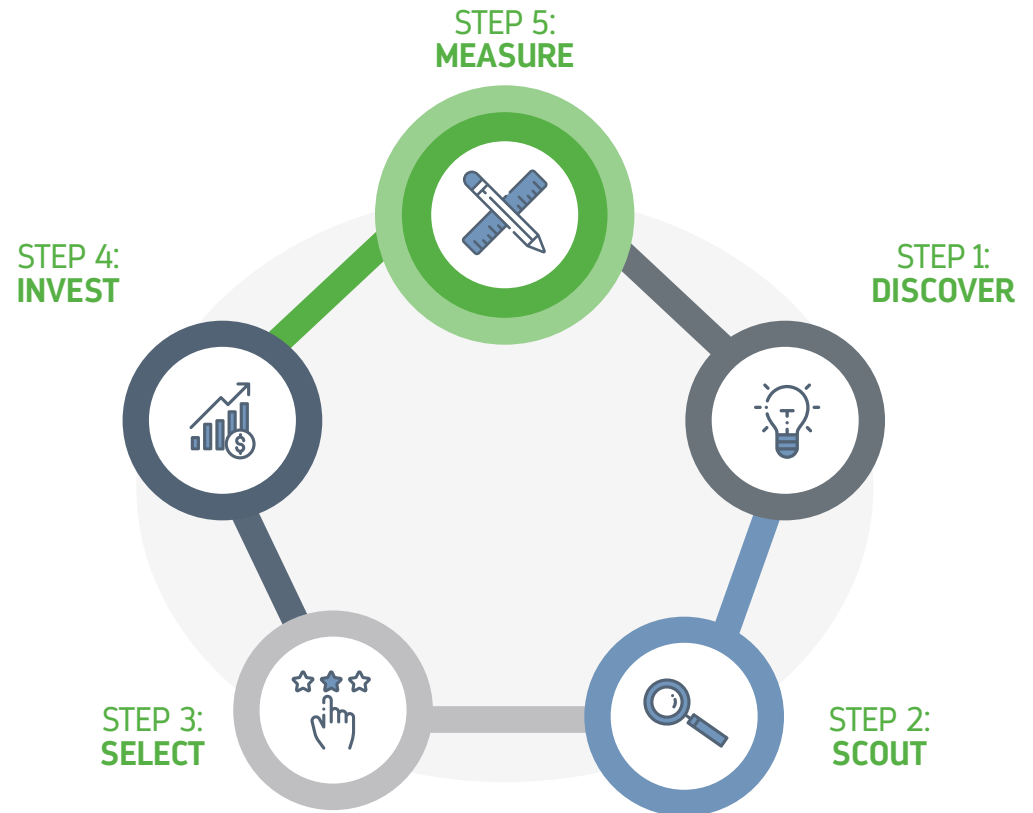 STEP 5:
MEASURE
STEP 4:
INVEST
STEP 1:
DISCOVER
$
STEP 3:
SELECT
STEP 2:
SCOUT